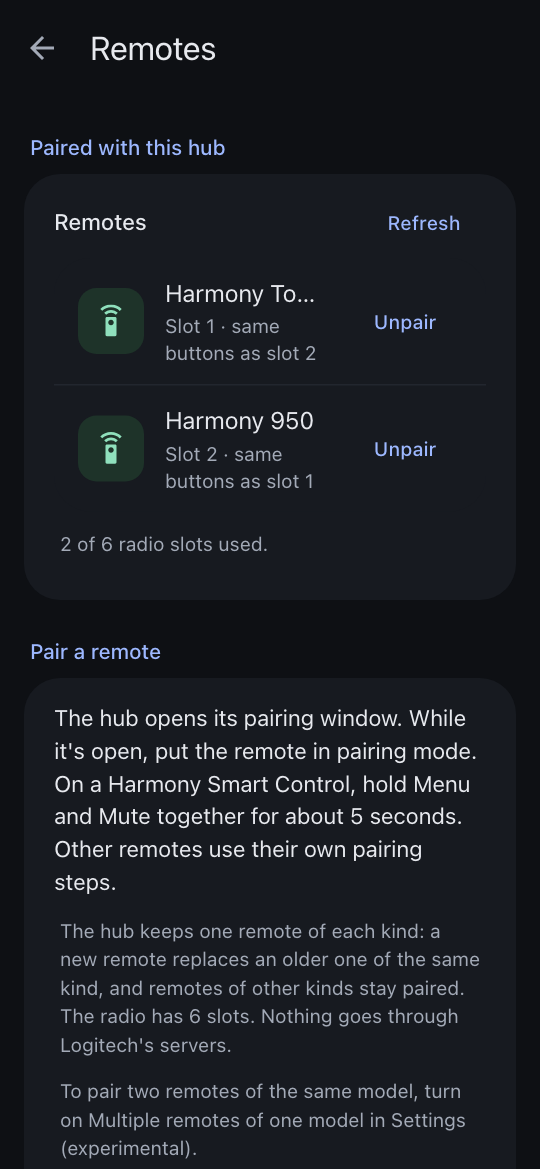 Remotes
Paired with this hub
Remotes
Refresh
Harmony To...
Slot 1 · same
buttons as slot 2
Unpair
Harmony 950
Slot 2 · same
buttons as slot 1
Unpair
2 of 6 radio slots used.
Pair a remote
The hub opens its pairing window. While
it's open, put the remote in pairing mode.
On a Harmony Smart Control, hold Menu
and Mute together for about 5 seconds.
Other remotes use their own pairing
steps.
The hub keeps one remote of each kind: a
new remote replaces an older one of the same
kind, and remotes of other kinds stay paired.
The radio has 6 slots. Nothing goes through
Logitech's servers.
To pair two remotes of the same model, turn
on Multiple remotes of one model in Settings
(experimental).